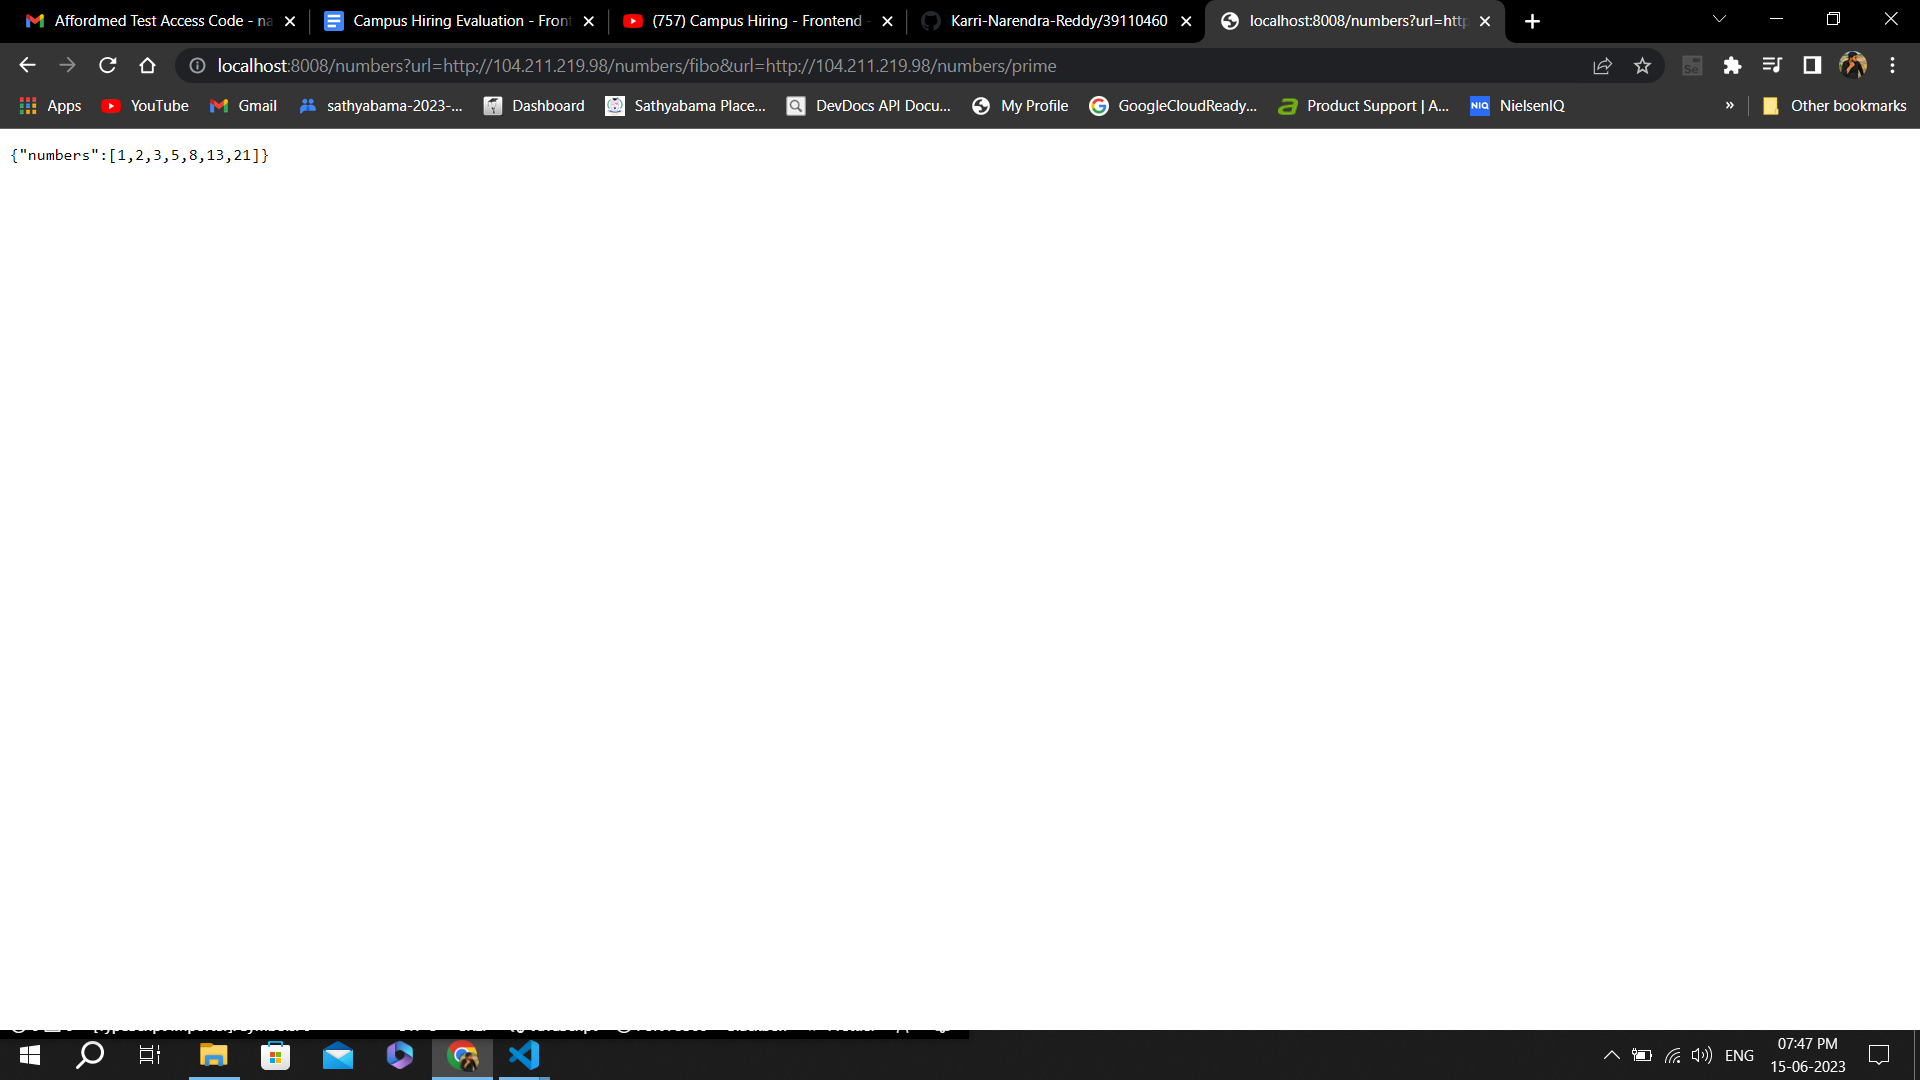 Affordmed Test Access Code - na
Campus Hiring Evaluation - Front
(757) Campus Hiring - Frontend -
Karri-Narendra-Reddy/39110460
localhost:8008/numbers?url=http
localhost:8008/numbers?url=http://104.211.219.98/numbers/fibo&url=http://104.211.219.98/numbers/prime
Se
Apps
YouTube
Gmail
sathyabama-2023-...
Dashboard
Sathyabama Place...
DevDocs API Docu...
My Profile
GoogleCloudReady...
Product Support | A...
NIQ
NielsenIQ
»
Other bookmarks
{"numbers":[1,2,3,5,8,13,21]}
ENG
07:47 PM
15-06-2023